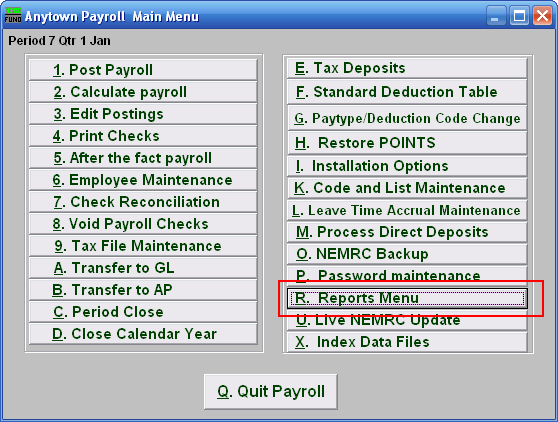 Anytown Payroll Main Menu
Period 7 Qtr 1 Jan
1. Post Payroll
2. Calculate payroll
3. Edit Postings
4. Print Checks
5. After the fact payroll
6. Employee Maintenance
7. Check Reconciliation
8. Void Payroll Checks
9. Tax File Maintenance
A. Transfer to GL
B. Transfer to AP
C. Period Close
D. Close Calendar Year
E. Tax Deposits
F. Standard Deduction Table
G. Paytype/Deduction Code Change
H. Restore POINTS
I. Installation Options
K. Code and List Maintenance
L. Leave Time Accrual Maintenance
M. Process Direct Deposits
O. NEMRC Backup
P. Password maintenance
R. Reports Menu
U. Live NEMRC Update
X. Index Data Files
Q. Quit Payroll